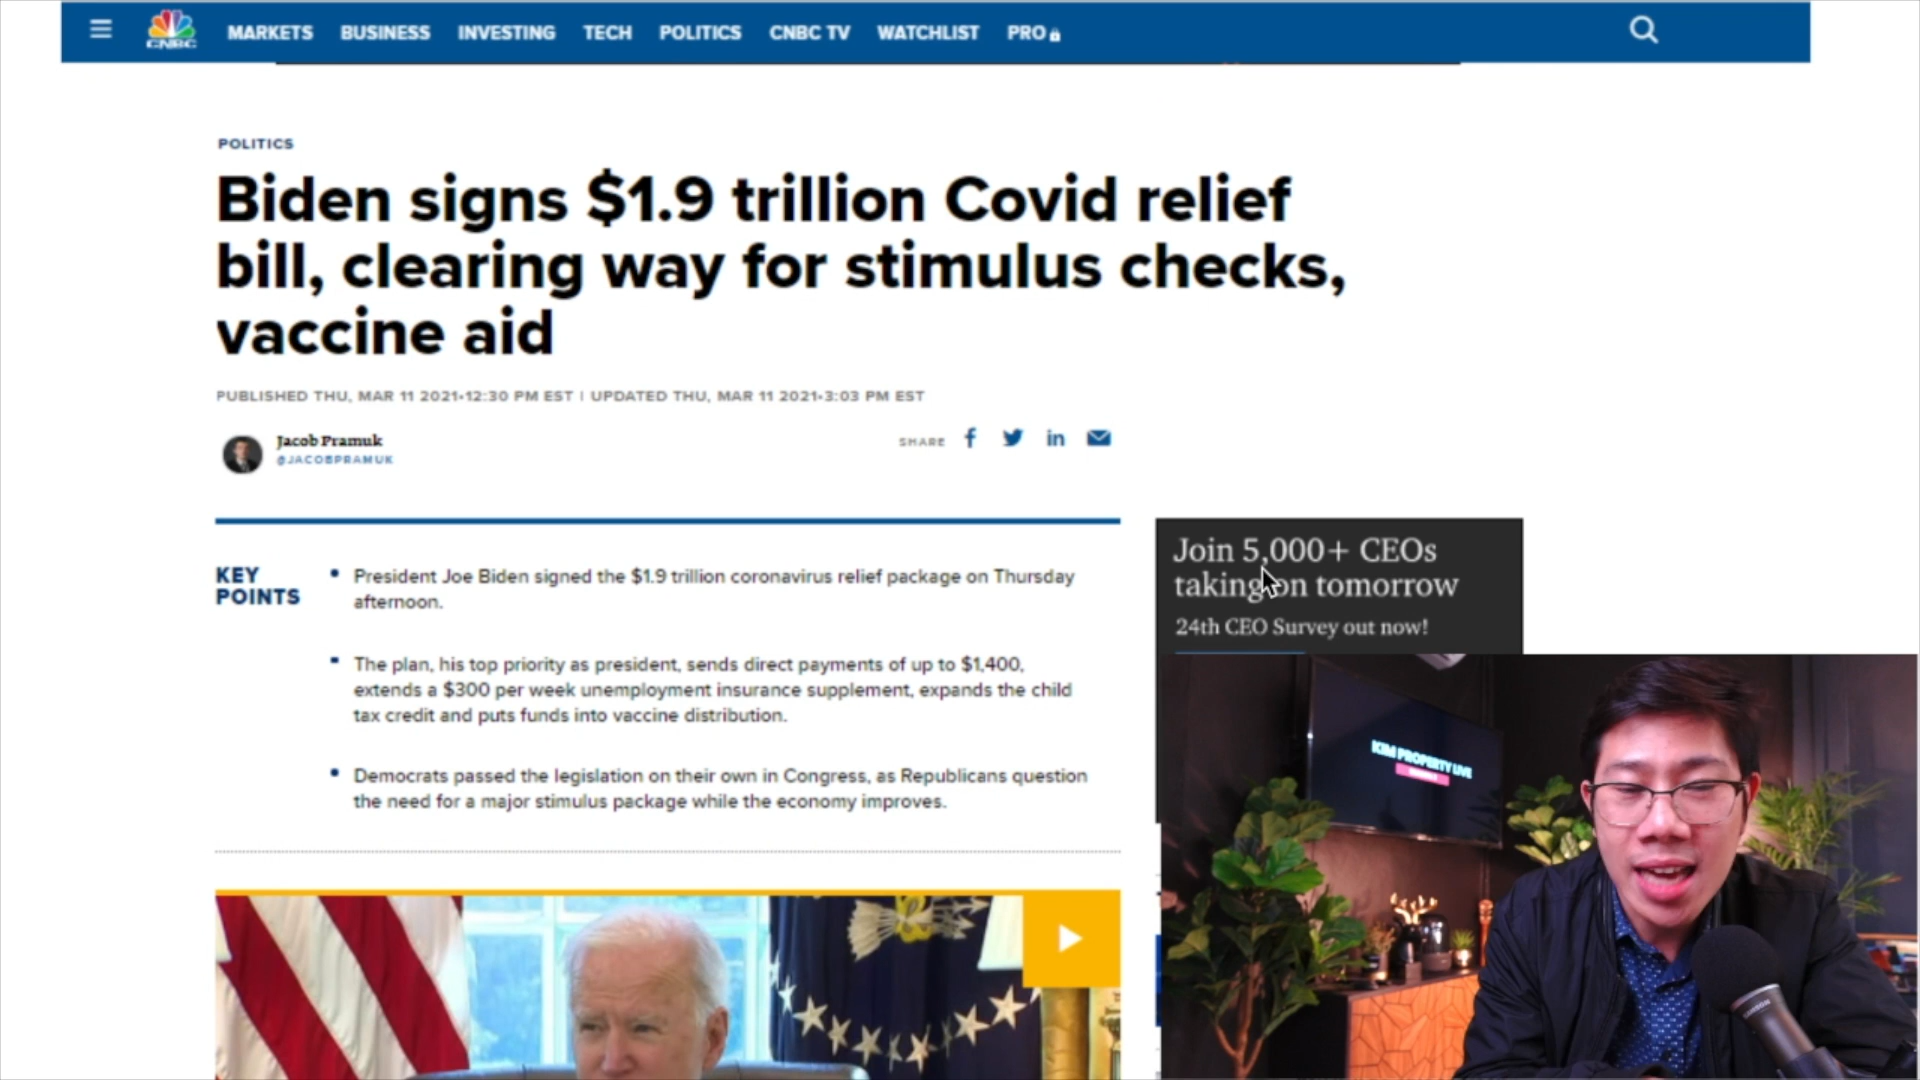 CNBC MARKETS BUSINESS INVESTING TECH POLITICS CNBC TV WATCHLIST PRO
POLITICS
Biden signs $1.9 trillion Covid relief
bill, clearing way for stimulus checks,
vaccine aid
PUBLISHED THU, MAR 11 2021•12:30 PM EST | UPDATED THU, MAR 11 2021•3:03 PM EST
Jacob Pramuk
@JACOBPRAMUK
SHARE
KEY
POINTS
President Joe Biden signed the $1.9 trillion coronavirus relief package on Thursday
afternoon.
The plan, his top priority as president, sends direct payments of up to $1,400,
extends a $300 per week unemployment insurance supplement, expands the child
tax credit and puts funds into vaccine distribution.
Democrats passed the legislation on their own in Congress, as Republicans question
the need for a major stimulus package while the economy improves.
Join 5,000+ CEOs
taking on tomorrow
24th CEO Survey out now!
KIM PROPERTY LIVE
SAMSON